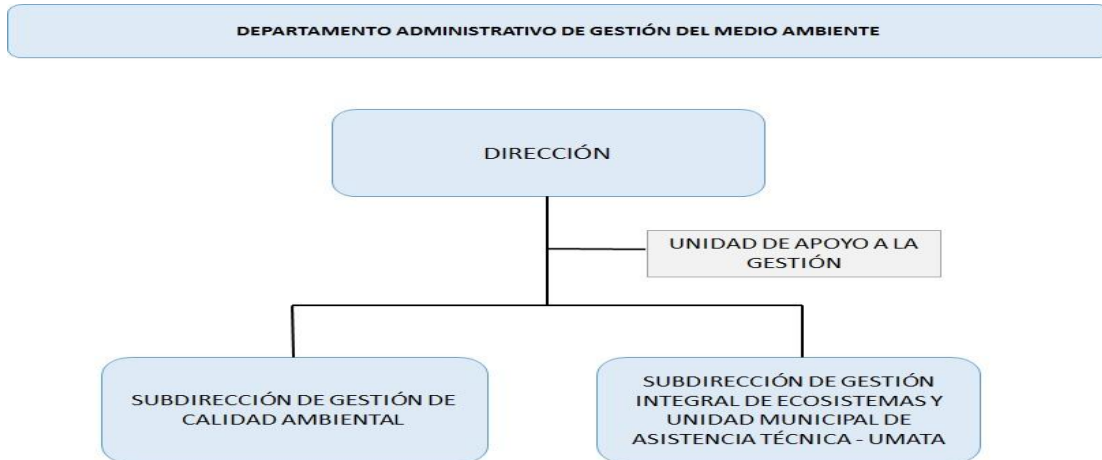 DEPARTAMENTO ADMINISTRATIVO DE GESTIÓN DEL MEDIO AMBIENTE
DIRECCIÓN
UNIDAD DE APOYO A LA
GESTIÓN
SUBDIRECCIÓN DE GESTIÓN DE
CALIDAD AMBIENTAL
SUBDIRECCIÓN DE GESTIÓN
INTEGRAL DE ECOSISTEMAS Y
UNIDAD MUNICIPAL DE
ASISTENCIA TÉCNICA - UMATA